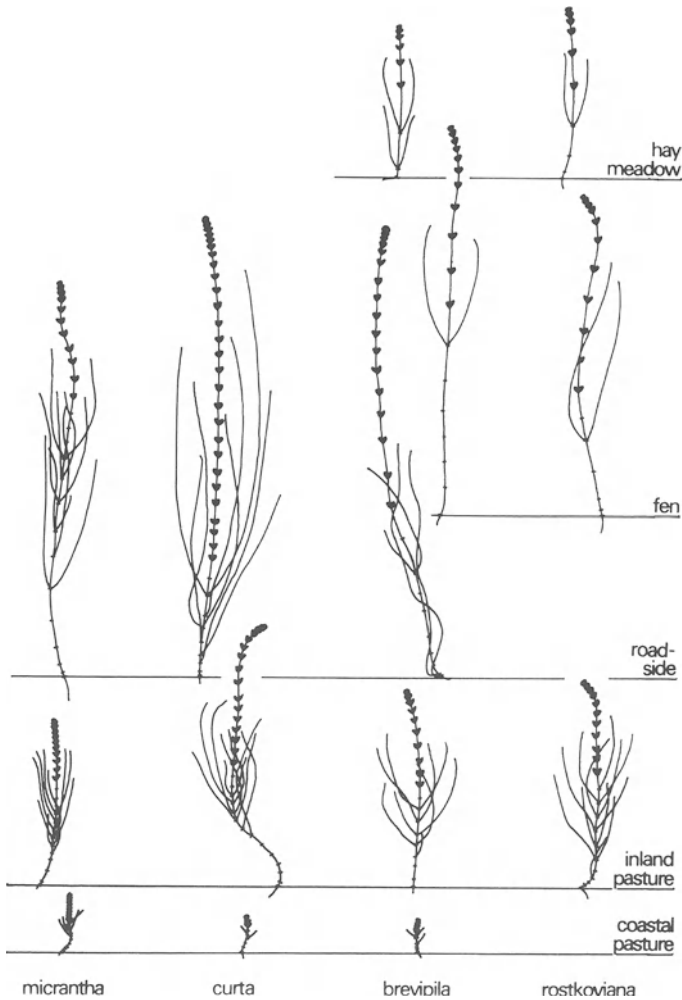 hay
meadow
fen
road-
side
inland
pasture
coastal
pasture
micrantha curta brevipila rostkoviana